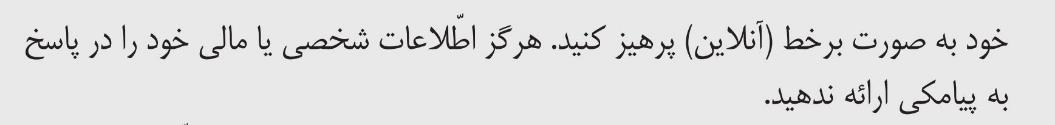 خود به صورت برخط (آنلاین) پرهیز کنید. هرگز اطّلاعات شخصی یا مالی خود را در پاسخ
به پیامکی ارائه ندهید.